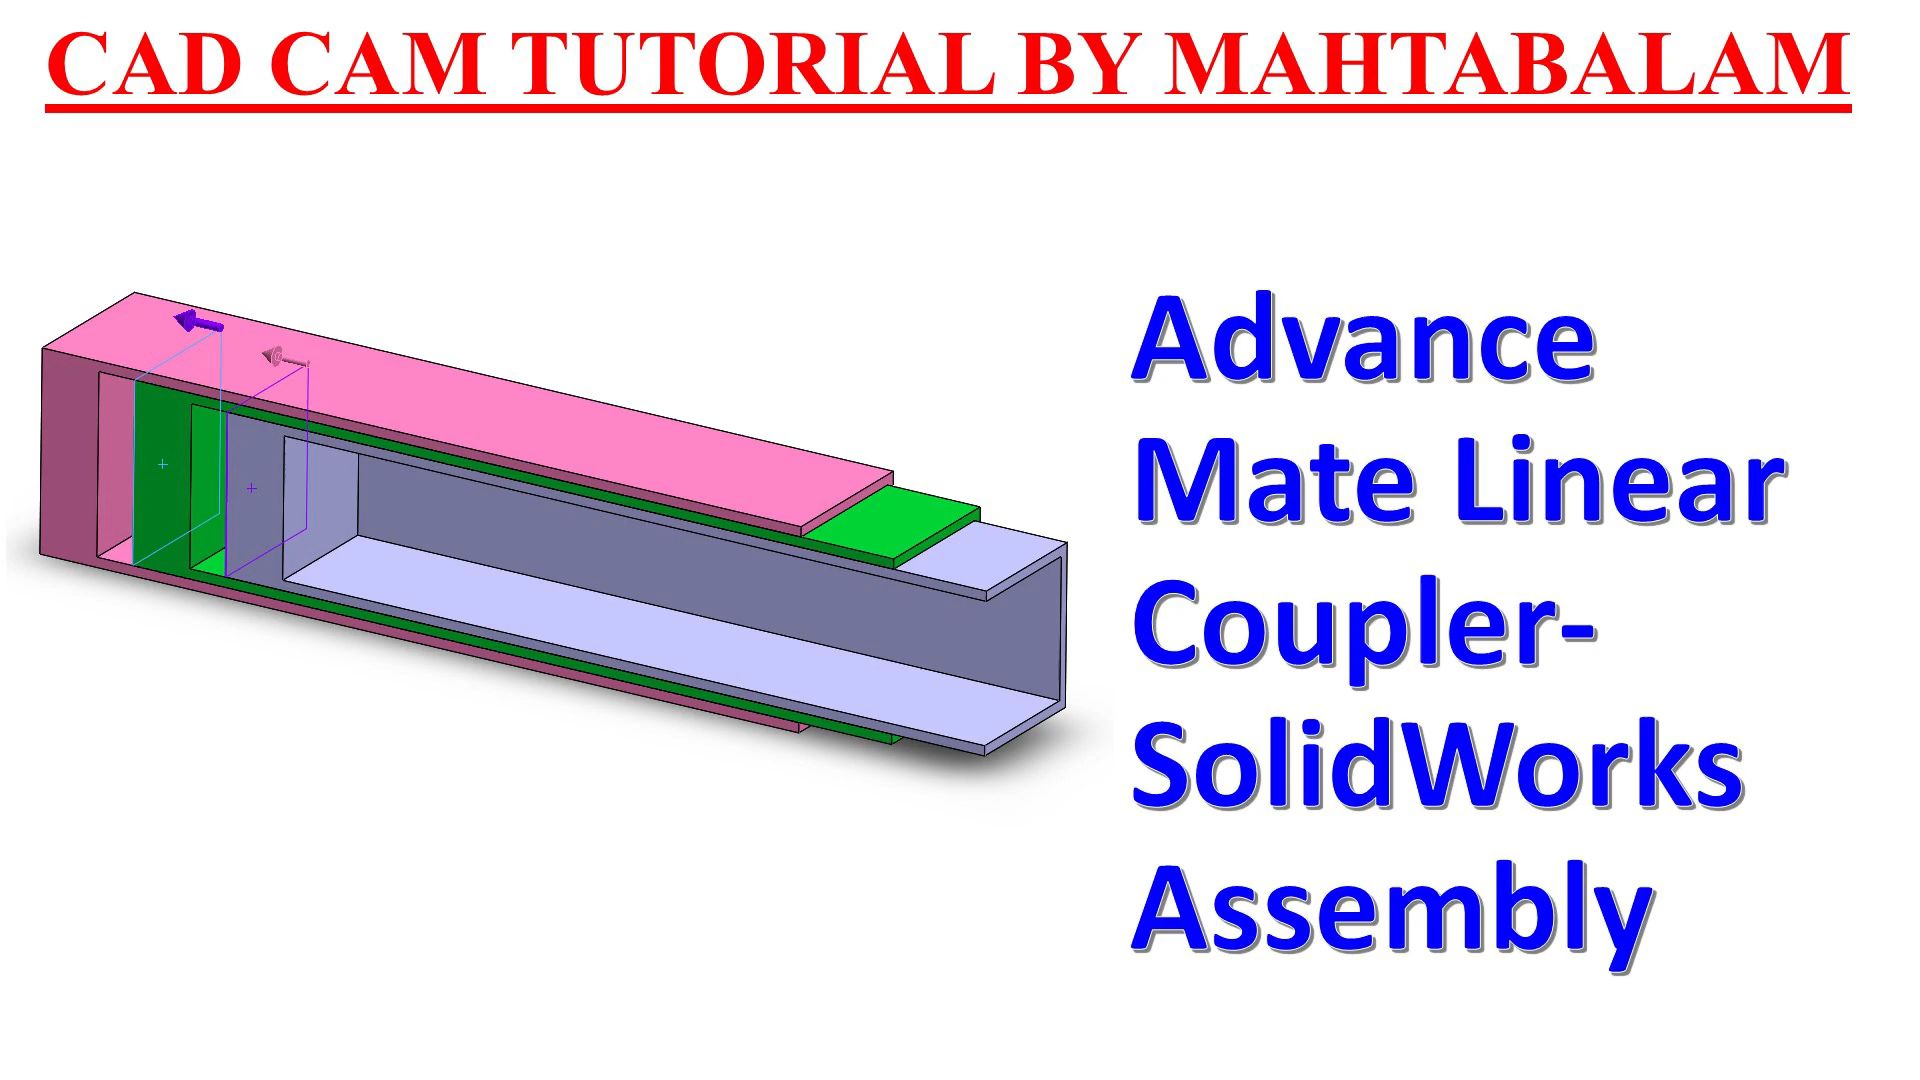 CAD CAM TUTORIAL BY MAHTABALAM
Advance
Mate Linear
Coupler-
SolidWorks
Assembly